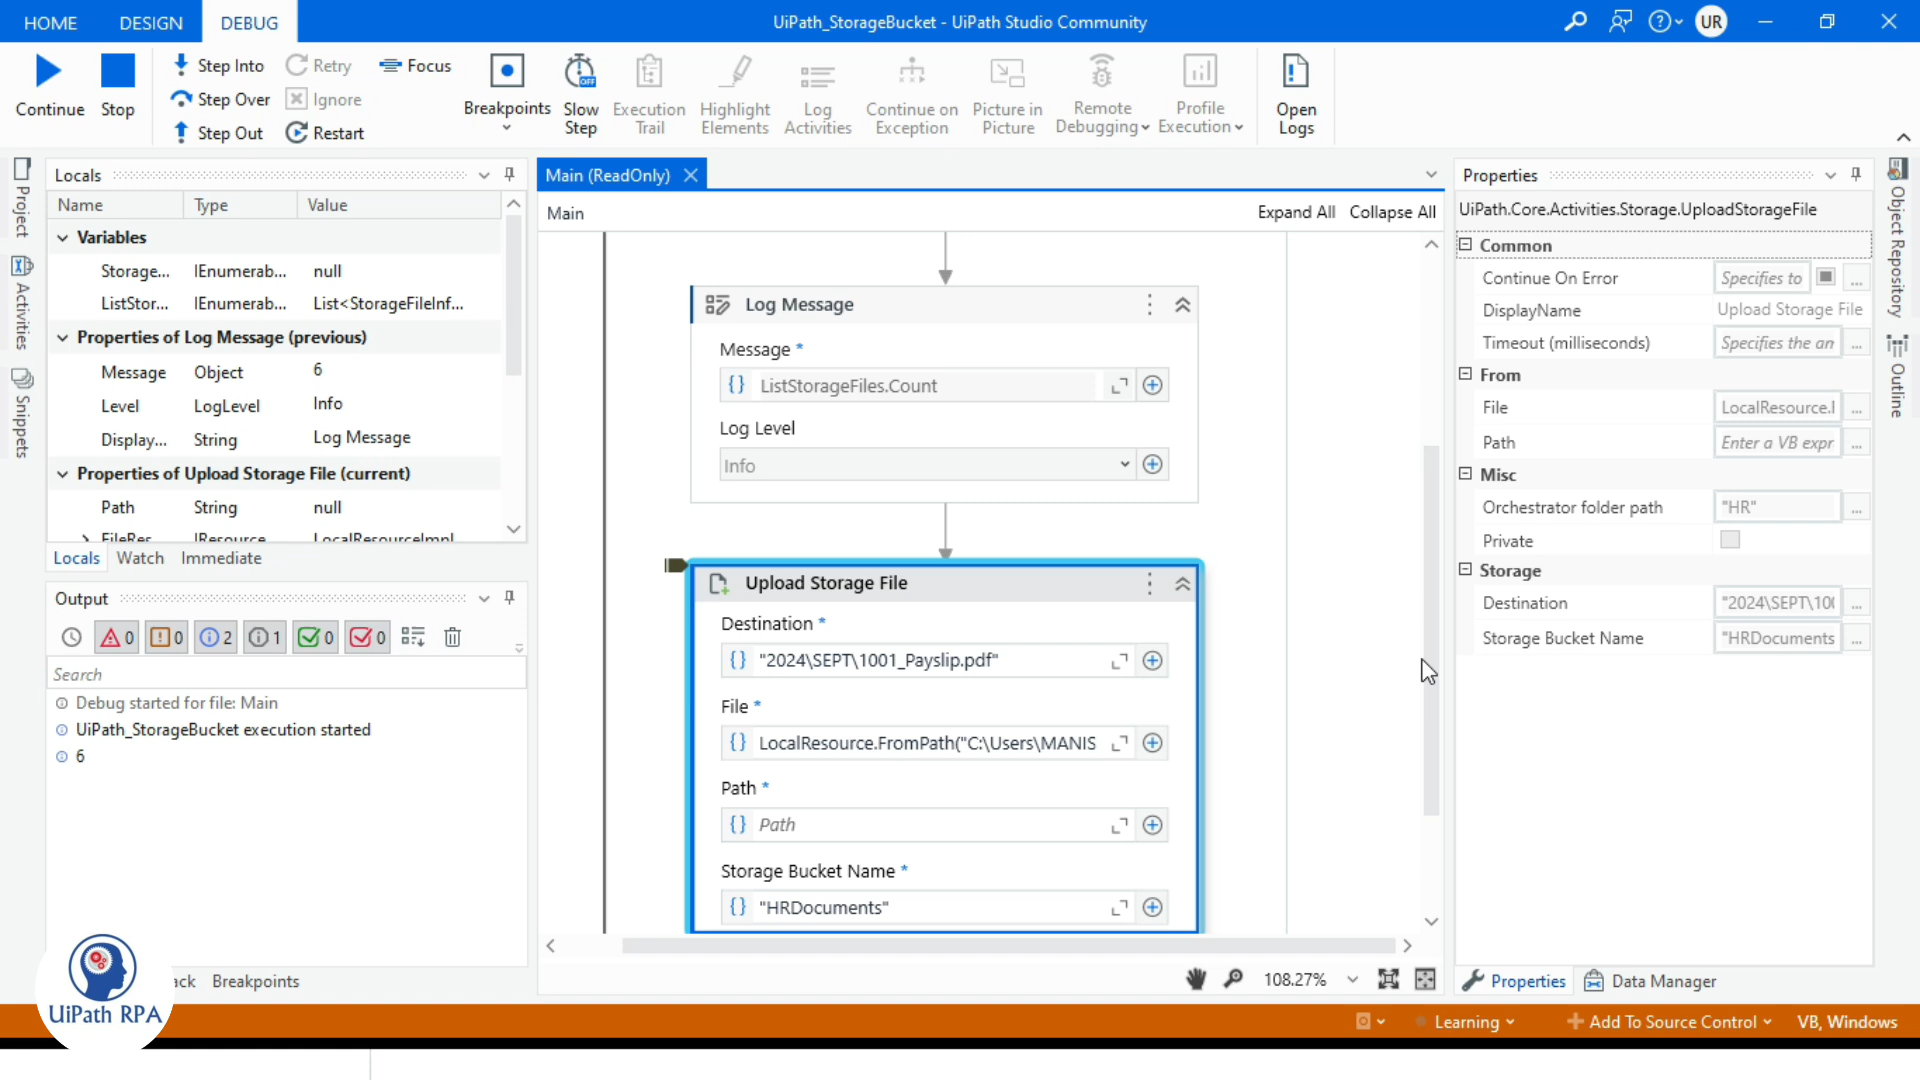 HOME DESIGN DEBUG
UiPath_StorageBucket - UiPath Studio Community
UR
Continue
Stop
Step Into
Step Over
Step Out
Retry
Ignore
Restart
Focus
Breakpoints
Slow Step
Execution Trail
Highlight Elements
Log Activities
Continue on Exception
Picture in Picture
Remote Debugging
Profile Execution
Open Logs
Project
Activities
Snippets
Locals
Name Type Value
Variables
Storage... IEnumerab... null
ListStor... IEnumerab... List<StorageFileInf...
Properties of Log Message (previous)
Message Object 6
Level LogLevel Info
Display... String Log Message
Properties of Upload Storage File (current)
Path String null
FileRes IResource LocalResourceImpl
Locals Watch Immediate
Output
0 0 2 1 0 0
Search
Debug started for file: Main
UiPath_StorageBucket execution started
6
ack Breakpoints
UiPath RPA
Main (ReadOnly)
Main
Expand All Collapse All
Log Message
Message *
{} ListStorageFiles.Count
Log Level
Info
Upload Storage File
Destination *
{} "2024\SEPT\1001_Payslip.pdf"
File *
{} LocalResource.FromPath("C:\Users\MANIS
Path *
{} Path
Storage Bucket Name *
{} "HRDocuments"
108.27%
Properties
UiPath.Core.Activities.Storage.UploadStorageFile
Common
Continue On Error Specifies to ...
DisplayName Upload Storage File
Timeout (milliseconds) Specifies the an ...
From
File LocalResource.I ...
Path Enter a VB expr ...
Misc
Orchestrator folder path "HR" ...
Private
Storage
Destination "2024\SEPT\10( ...
Storage Bucket Name "HRDocuments ...
Properties Data Manager
Object Repository
Outline
Learning
Add To Source Control
VB, Windows